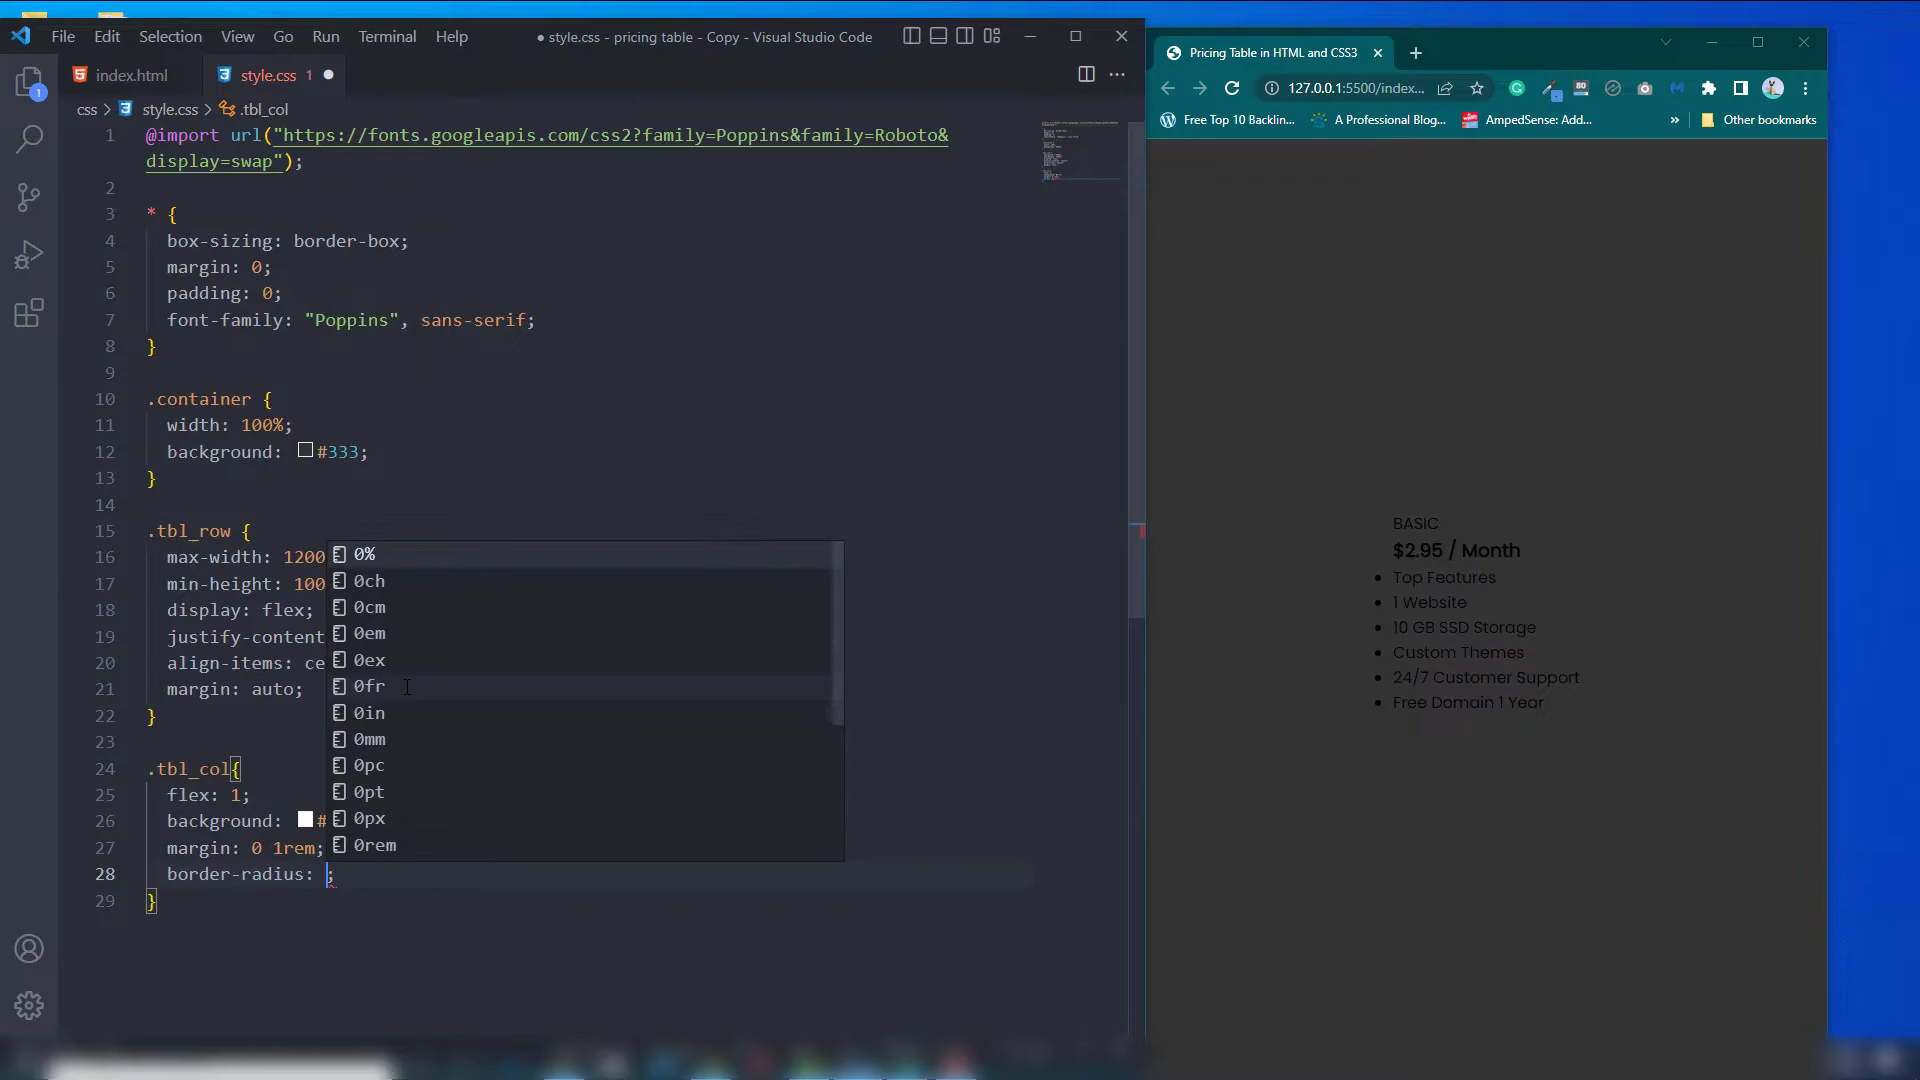 File Edit Selection View Go Run Terminal Help ● style.css - pricing table - Copy - Visual Studio Code
index.html style.css 1 ●
css > style.css > .tbl_col
1 @import url("https://fonts.googleapis.com/css2?family=Poppins&family=Roboto&
display=swap");
2
3 * {
4 box-sizing: border-box;
5 margin: 0;
6 padding: 0;
7 font-family: "Poppins", sans-serif;
8 }
9
10 .container {
11 width: 100%;
12 background: #333;
13 }
14
15 .tbl_row {
16 max-width: 1200
17 min-height: 100
18 display: flex;
19 justify-content
20 align-items: ce
21 margin: auto;
22 }
23
24 .tbl_col{
25 flex: 1;
26 background: #
27 margin: 0 1rem;
28 border-radius: ;
29 }
0%
0ch
0cm
0em
0ex
0fr
0in
0mm
0pc
0pt
0px
0rem
1
Pricing Table in HTML and CSS3
127.0.0.1:5500/index...
80
Free Top 10 Backlin... A Professional Blog... AmpedSense: Add... » Other bookmarks
BASIC
$2.95 / Month
• Top Features
• 1 Website
• 10 GB SSD Storage
• Custom Themes
• 24/7 Customer Support
• Free Domain 1 Year